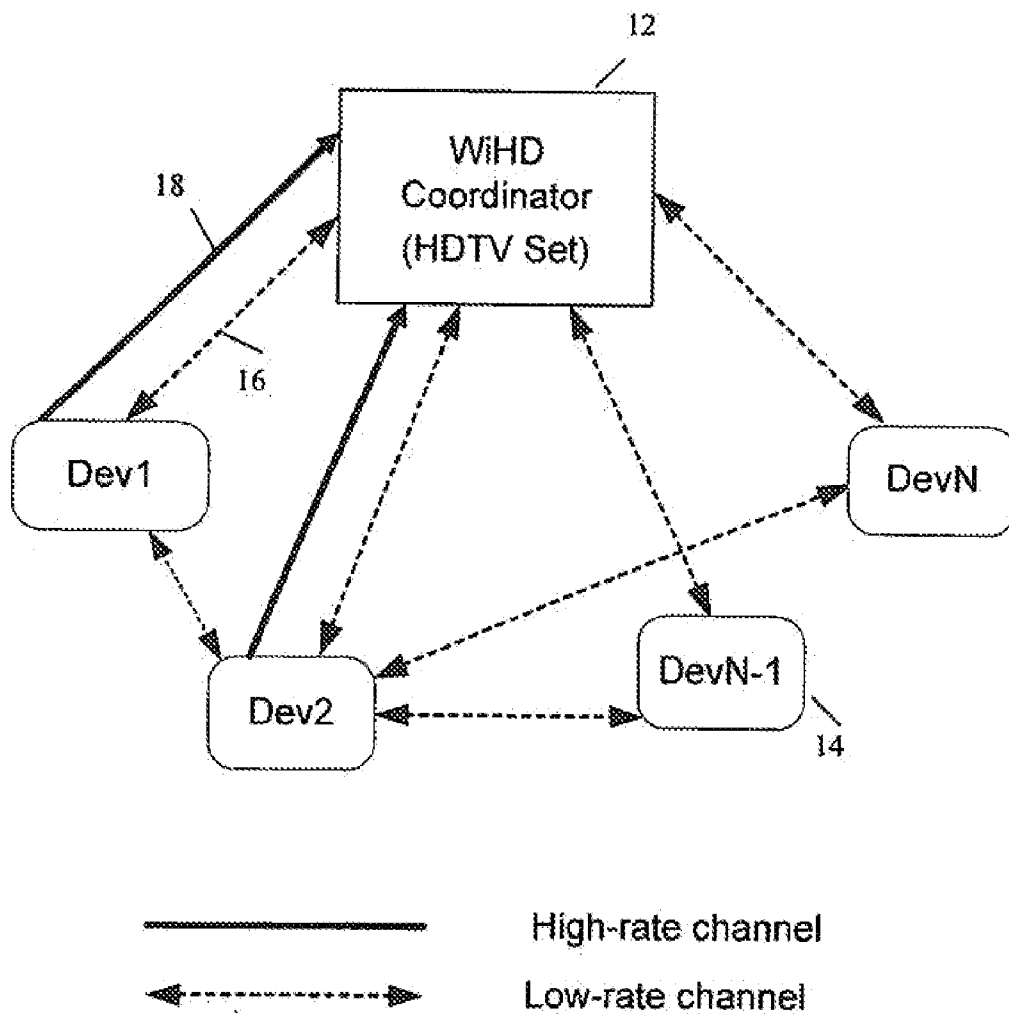 12
WiHD
Coordinator
(HDTV Set)
18
16
Dev1
DevN
Dev2
DevN-1
14
High-rate channel
Low-rate channel